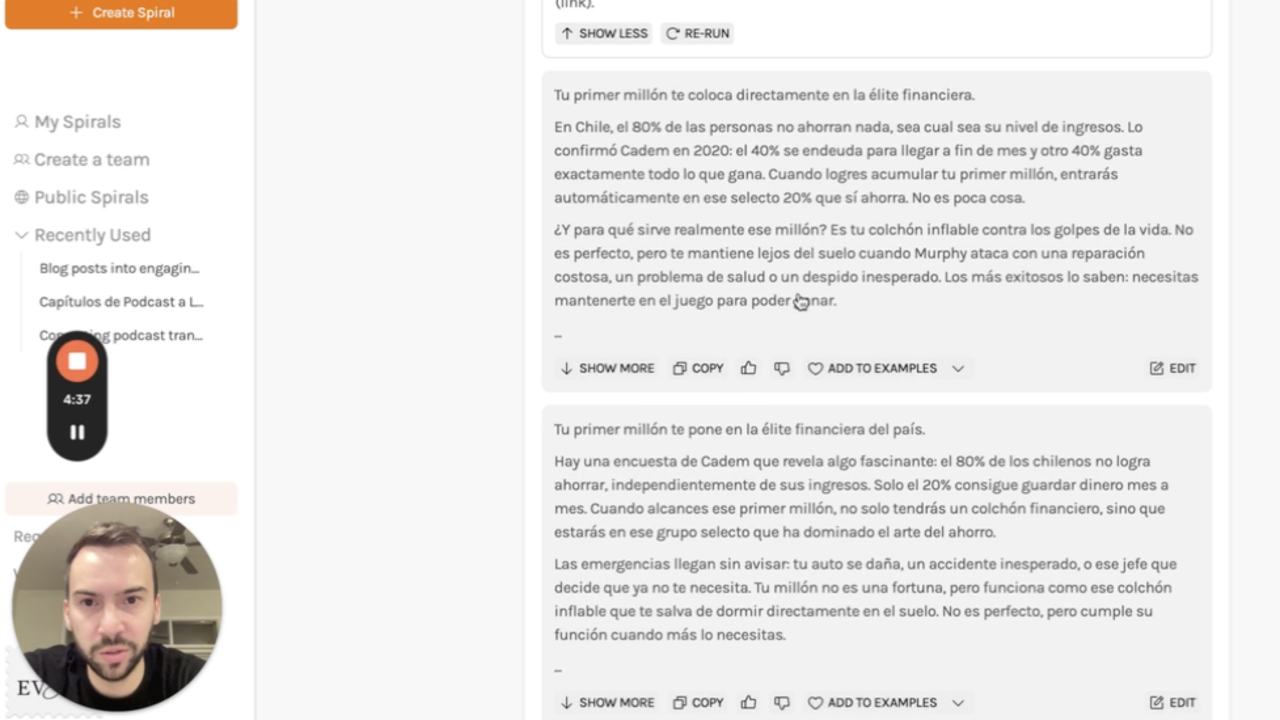 + Create Spiral
My Spirals
Create a team
Public Spirals
Recently Used
Blog posts into engagin...
Capítulos de Podcast a L...
podcast tran...
4:37
Add team members
EV
(link).
SHOW LESS RE-RUN
Tu primer millón te coloca directamente en la élite financiera.
En Chile, el 80% de las personas no ahorran nada, sea cual sea su nivel de ingresos. Lo
confirmó Cadem en 2020: el 40% se endeuda para llegar a fin de mes y otro 40% gasta
exactamente todo lo que gana. Cuando logres acumular tu primer millón, entrarás
automáticamente en ese selecto 20% que sí ahorra. No es poca cosa.
¿Y para qué sirve realmente ese millón? Es tu colchón inflable contra los golpes de la vida. No
es perfecto, pero te mantiene lejos del suelo cuando Murphy ataca con una reparación
costosa, un problema de salud o un despido inesperado. Los más exitosos lo saben: necesitas
mantenerte en el juego para poder ganar.
–
SHOW MORE COPY ADD TO EXAMPLES EDIT
Tu primer millón te pone en la élite financiera del país.
Hay una encuesta de Cadem que revela algo fascinante: el 80% de los chilenos no logra
ahorrar, independientemente de sus ingresos. Solo el 20% consigue guardar dinero mes a
mes. Cuando alcances ese primer millón, no solo tendrás un colchón financiero, sino que
estarás en ese grupo selecto que ha dominado el arte del ahorro.
Las emergencias llegan sin avisar: tu auto se daña, un accidente inesperado, o ese jefe que
decide que ya no te necesita. Tu millón no es una fortuna, pero funciona como ese colchón
inflable que te salva de dormir directamente en el suelo. No es perfecto, pero cumple su
función cuando más lo necesitas.
–
SHOW MORE COPY ADD TO EXAMPLES EDIT